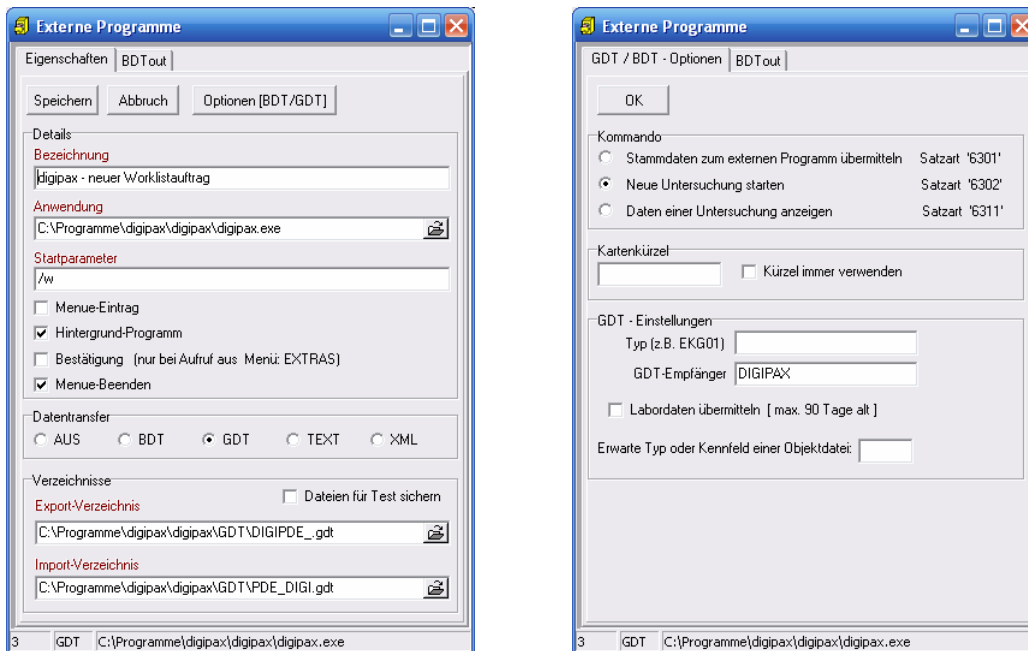 Externe Programme
Eigenschaften BDTout
Speichern Abbruch Optionen [BDT/GDT]
Details
Bezeichnung
digipax - neuer Worklistauftrag
Anwendung
C:\Programme\digipax\digipax\digipax.exe
Startparameter
/w
Menue-Eintrag
Hintergrund-Programm
Bestätigung (nur bei Aufruf aus Menü: EXTRAS)
Menue-Beenden
Datentransfer
AUS BDT GDT TEXT XML
Verzeichnisse
Dateien für Test sichern
Export-Verzeichnis
C:\Programme\digipax\digipax\GDT\DIGIPDE_.gdt
Import-Verzeichnis
C:\Programme\digipax\digipax\GDT\PDE_DIGI.gdt
3 GDT C:\Programme\digipax\digipax\digipax.exe
Externe Programme
GDT / BDT - Optionen BDTout
OK
Kommando
Stammdaten zum externen Programm übermitteln Satzart '6301'
Neue Untersuchung starten Satzart '6302'
Daten einer Untersuchung anzeigen Satzart '6311'
Kartenkürzel
Kürzel immer verwenden
GDT - Einstellungen
Typ (z.B. EKG01)
GDT-Empfänger DIGIPAX
Labordaten übermitteln [ max. 90 Tage alt ]
Erwarte Typ oder Kennfeld einer Objektdatei:
3 GDT C:\Programme\digipax\digipax\digipax.exe